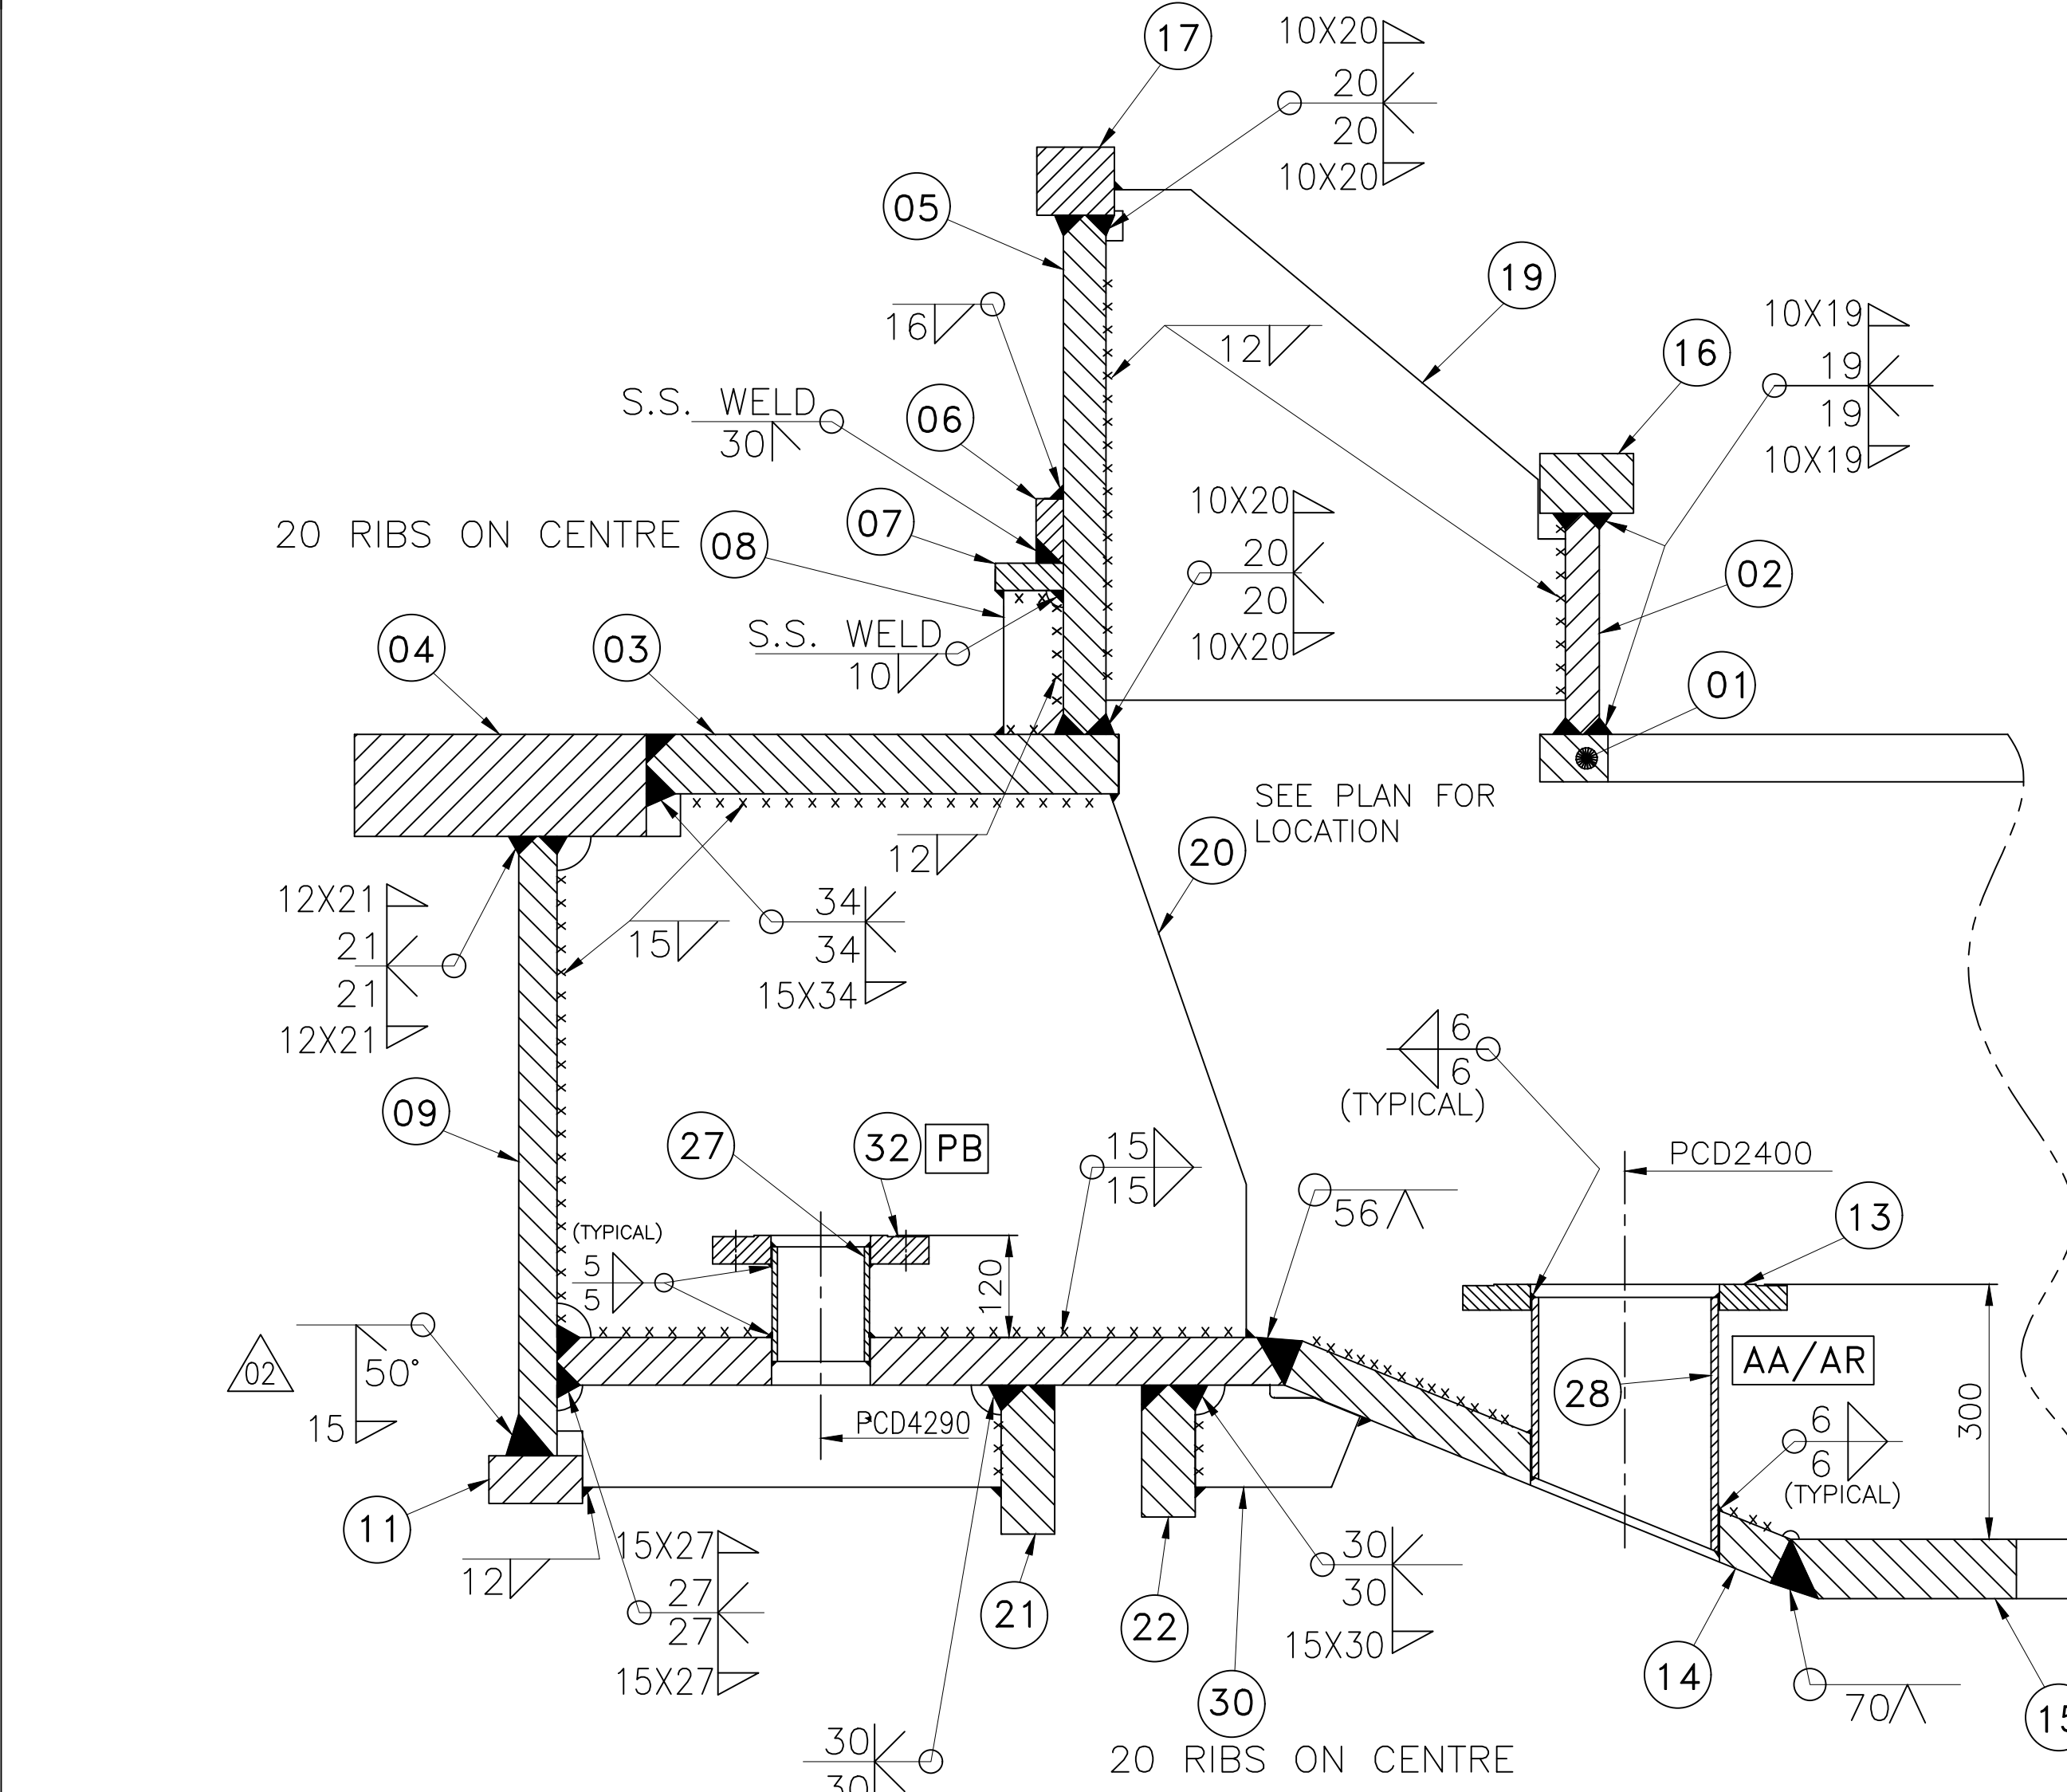 17
10X20
20
20
10X20
05
19
16
12
10X19
19
19
10X19
16
S.S. WELD
30
06
07
20 RIBS ON CENTRE
08
10X20
20
20
10X20
02
S.S. WELD
10
04
03
01
SEE PLAN FOR
LOCATION
12
20
12X21
21
21
12X21
15
34
34
15X34
6
6
(TYPICAL)
09
27
32
PB
15
15
PCD2400
56
13
(TYPICAL)
5
5
120
02
50°
15
28
AA/AR
300
PCD4290
6
6
(TYPICAL)
11
12
15X27
27
27
15X27
21
22
30
30
15X30
14
30
70
15
30
30
20 RIBS ON CENTRE